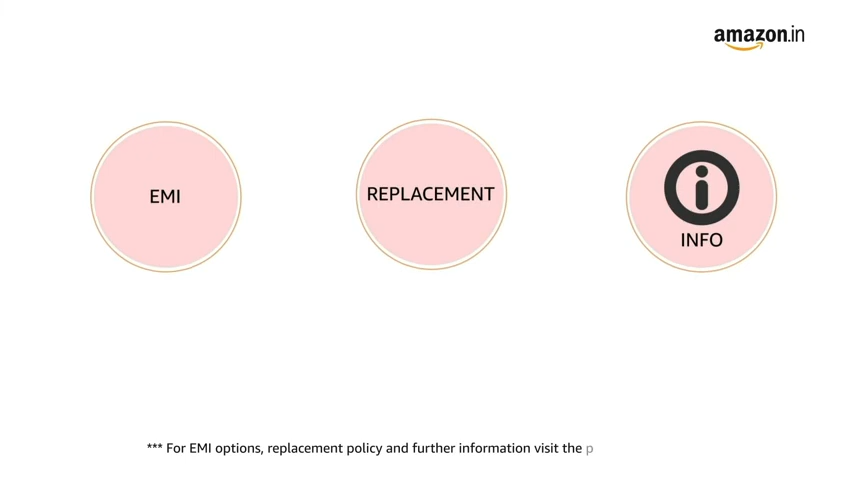 amazon.in
EMI
REPLACEMENT
INFO
*** For EMI options, replacement policy and further information visit the p